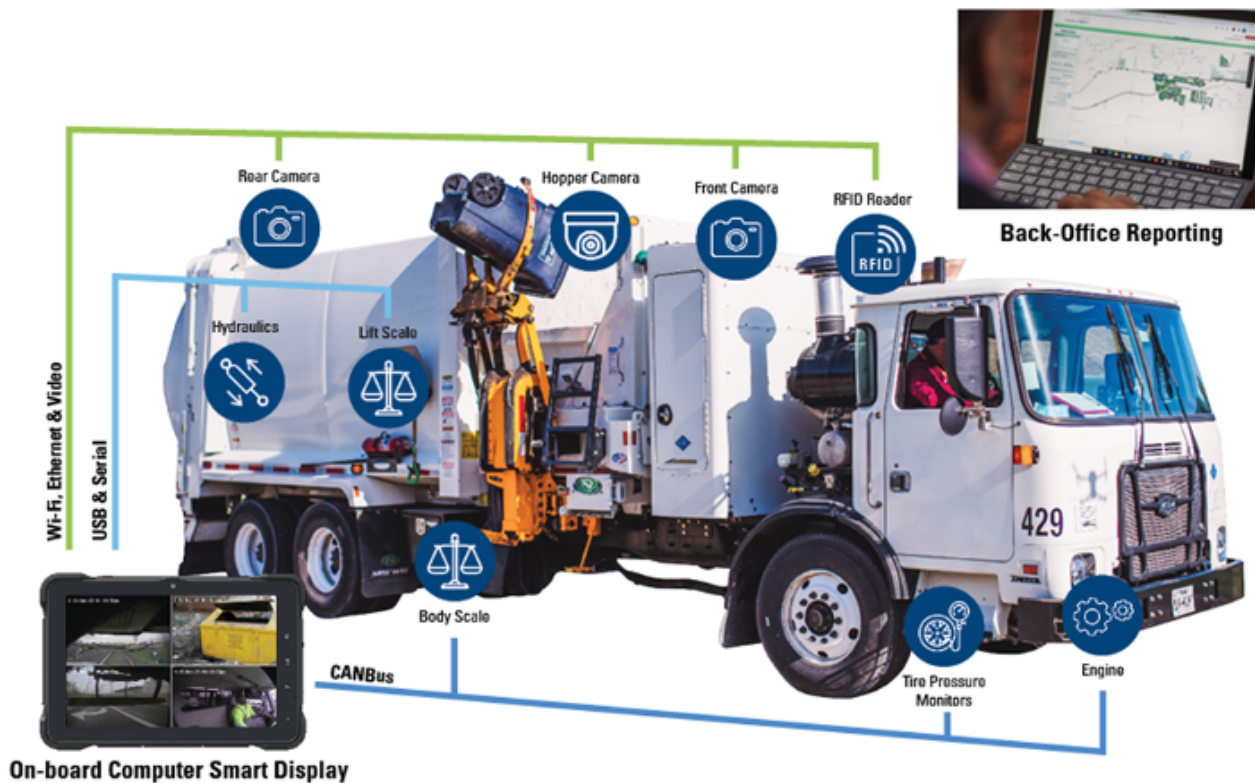 Back-Office Reporting
Rear Camera
Hopper Camera
Front Camera
RFID Reader
RFID
Hydraulics
Lift Scale
Wi-Fi, Ethernet & Video
USB & Serial
429
Body Scale
CANBus
Tire Pressure
Monitors
Engine
On-board Computer Smart Display